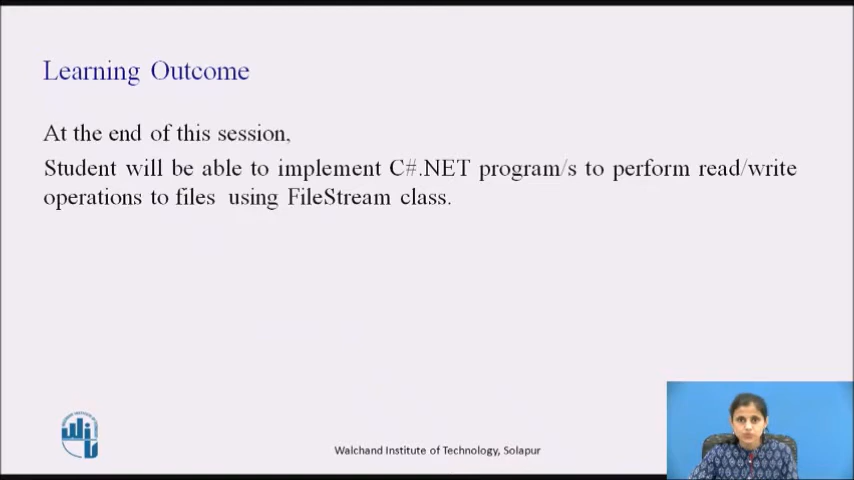 Learning Outcome
At the end of this session,
Student will be able to implement C#.NET program/s to perform read/write
operations to files using FileStream class.
Walchand Institute of Technology, Solapur